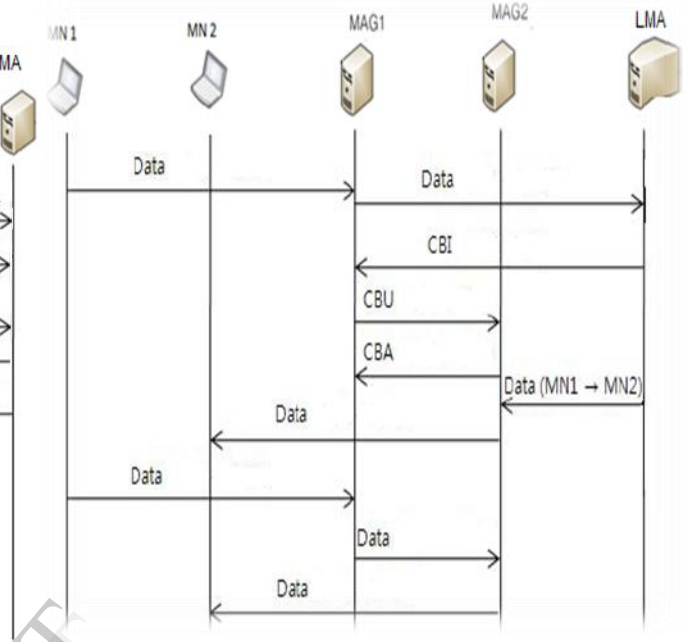 MN 1
MN 2
MAG1
MAG2
LMA
MA
Data
Data
CBI
CBU
CBA
Data (MN1 → MN2)
Data
Data
Data
Data